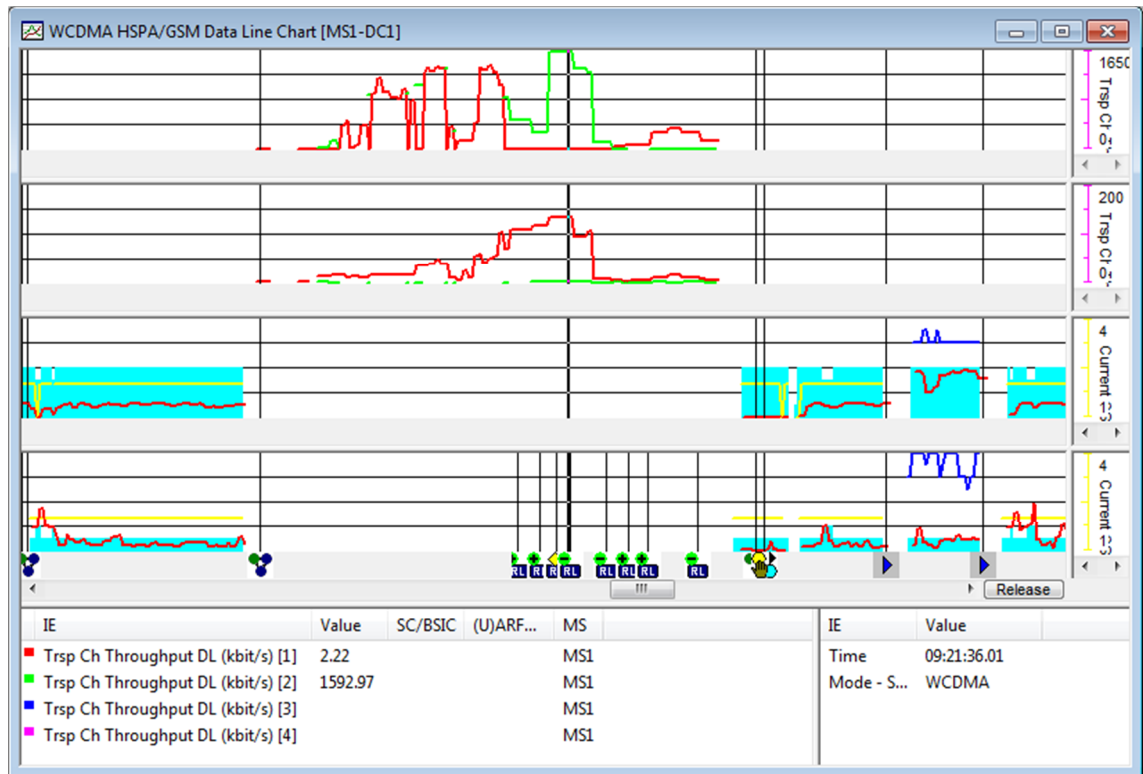 WCDMA HSPA/GSM Data Line Chart [MS1-DC1]
1650
Trsp Ch
0
200
Trsp Ch
0
4
Current
4
Current
RL RL R RL RL RL RL RL
Release
IE Value SC/BSIC (U)ARF... MS
Trsp Ch Throughput DL (kbit/s) [1] 2.22 MS1
Trsp Ch Throughput DL (kbit/s) [2] 1592.97 MS1
Trsp Ch Throughput DL (kbit/s) [3] MS1
Trsp Ch Throughput DL (kbit/s) [4] MS1
IE Value
Time 09:21:36.01
Mode - S... WCDMA